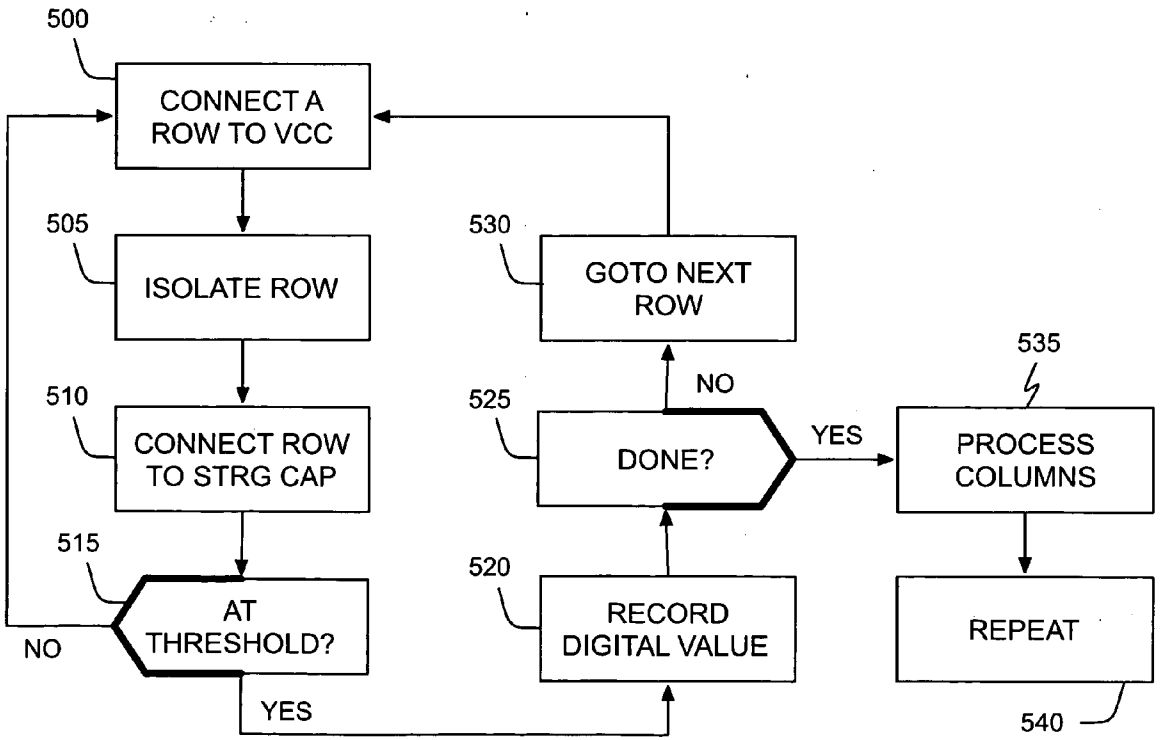 500
CONNECT A
ROW TO VCC
505
ISOLATE ROW
510
CONNECT ROW
TO STRG CAP
515
AT
THRESHOLD?
NO
YES
530
GOTO NEXT
ROW
NO
525
DONE?
YES
520
RECORD
DIGITAL VALUE
535
PROCESS
COLUMNS
REPEAT
540